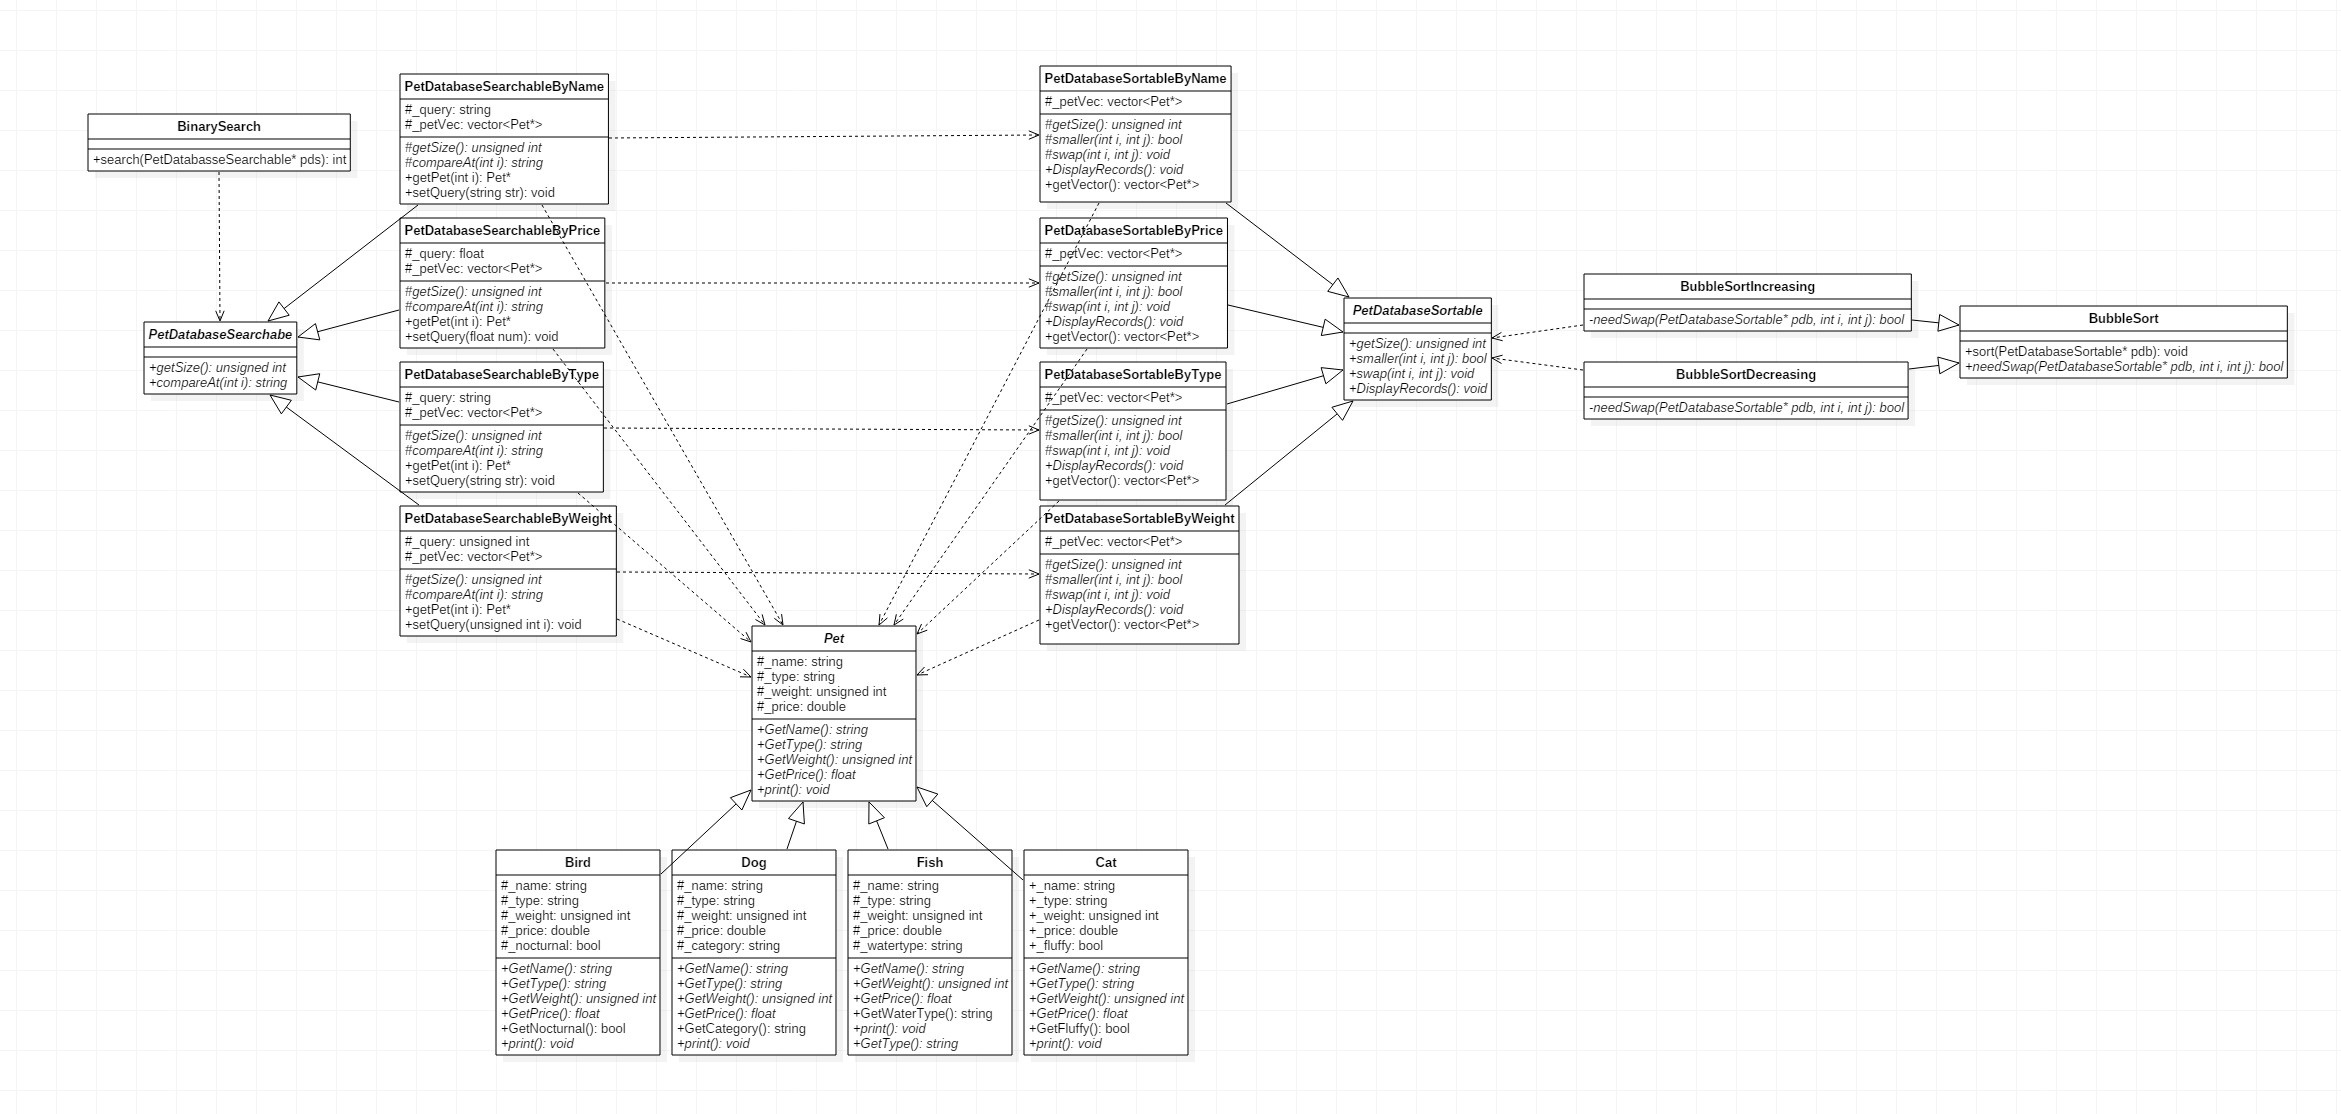 BinarySearch
+search(PetDatabasseSearchable* pds): int
PetDatabaseSearchabe
+getSize(): unsigned int
+compareAt(int i): string
PetDatabaseSearchableByName
#_query: string
#_petVec: vector<Pet*>
#getSize(): unsigned int
#compareAt(int i): string
+getPet(int i): Pet*
+setQuery(string str): void
PetDatabaseSearchableByPrice
#_query: float
#_petVec: vector<Pet*>
#getSize(): unsigned int
#compareAt(int i): string
+getPet(int i): Pet*
+setQuery(float num): void
PetDatabaseSearchableByType
#_query: string
#_petVec: vector<Pet*>
#getSize(): unsigned int
#compareAt(int i): string
+getPet(int i): Pet*
+setQuery(string str): void
PetDatabaseSearchableByWeight
#_query: unsigned int
#_petVec: vector<Pet*>
#getSize(): unsigned int
#compareAt(int i): string
+getPet(int i): Pet*
+setQuery(unsigned int i): void
PetDatabaseSortableByName
#_petVec: vector<Pet*>
#getSize(): unsigned int
#smaller(int i, int j): bool
#swap(int i, int j): void
+DisplayRecords(): void
+getVector(): vector<Pet*>
PetDatabaseSortableByPrice
#_petVec: vector<Pet*>
#getSize(): unsigned int
#smaller(int i, int j): bool
#swap(int i, int j): void
+DisplayRecords(): void
+getVector(): vector<Pet*>
PetDatabaseSortableByType
#_petVec: vector<Pet*>
#getSize(): unsigned int
#smaller(int i, int j): bool
#swap(int i, int j): void
+DisplayRecords(): void
+getVector(): vector<Pet*>
PetDatabaseSortableByWeight
#_petVec: vector<Pet*>
#getSize(): unsigned int
#smaller(int i, int j): bool
#swap(int i, int j): void
+DisplayRecords(): void
+getVector(): vector<Pet*>
PetDatabaseSortable
+getSize(): unsigned int
+smaller(int i, int j): bool
+swap(int i, int j): void
+DisplayRecords(): void
BubbleSortIncreasing
-needSwap(PetDatabaseSortable* pdb, int i, int j): bool
BubbleSortDecreasing
-needSwap(PetDatabaseSortable* pdb, int i, int j): bool
BubbleSort
+sort(PetDatabaseSortable* pdb): void
+needSwap(PetDatabaseSortable* pdb, int i, int j): bool
Pet
#_name: string
#_type: string
#_weight: unsigned int
#_price: double
+GetName(): string
+GetType(): string
+GetWeight(): unsigned int
+GetPrice(): float
+print(): void
Bird
#_name: string
#_type: string
#_weight: unsigned int
#_price: double
#_nocturnal: bool
+GetName(): string
+GetType(): string
+GetWeight(): unsigned int
+GetPrice(): float
+GetNocturnal(): bool
+print(): void
Dog
#_name: string
#_type: string
#_weight: unsigned int
#_price: double
#_category: string
+GetName(): string
+GetType(): string
+GetWeight(): unsigned int
+GetPrice(): float
+GetCategory(): string
+print(): void
Fish
#_name: string
#_type: string
#_weight: unsigned int
#_price: double
#_watertype: string
+GetName(): string
+GetWeight(): unsigned int
+GetPrice(): float
+GetWaterType(): string
+print(): void
+GetType(): string
Cat
+_name: string
+_type: string
+_weight: unsigned int
+_price: double
+_fluffy: bool
+GetName(): string
+GetType(): string
+GetWeight(): unsigned int
+GetPrice(): float
+GetFluffy(): bool
+print(): void